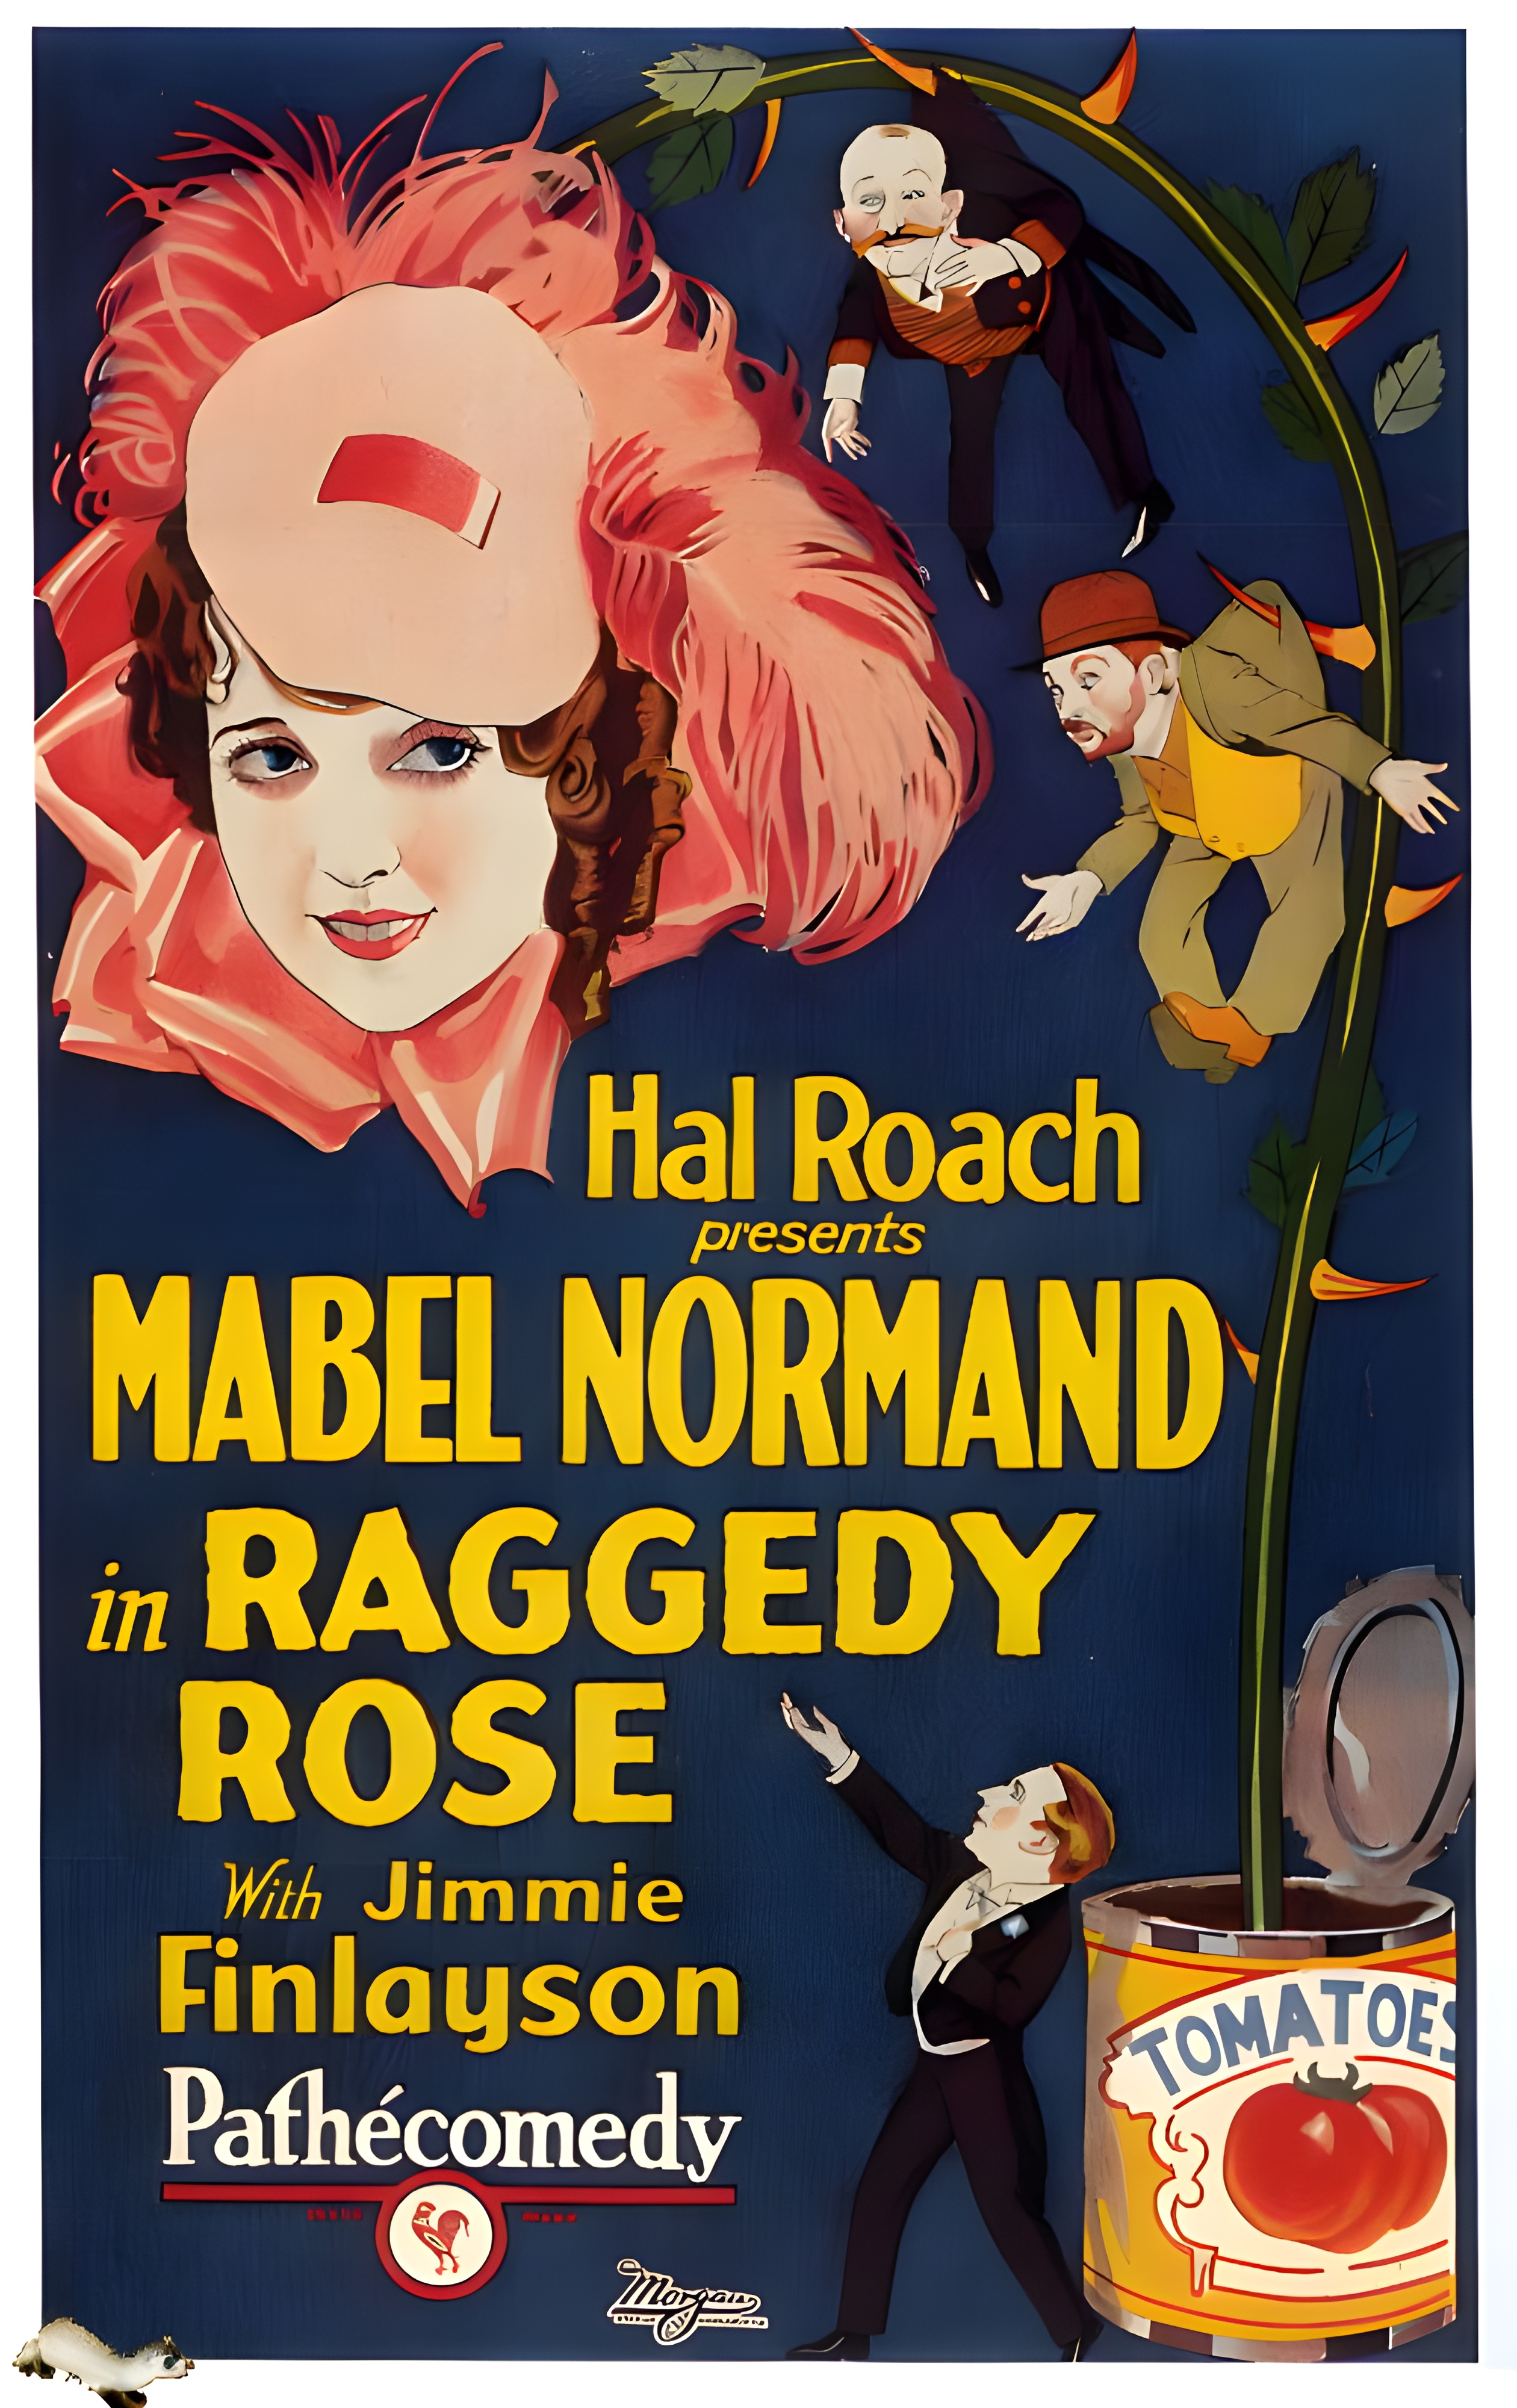 Hal Roach
presents
MABEL NORMAND
in RAGGEDY
ROSE
With Jimmie
Finlayson
Pathécomedy
Morgan
TOMATOES